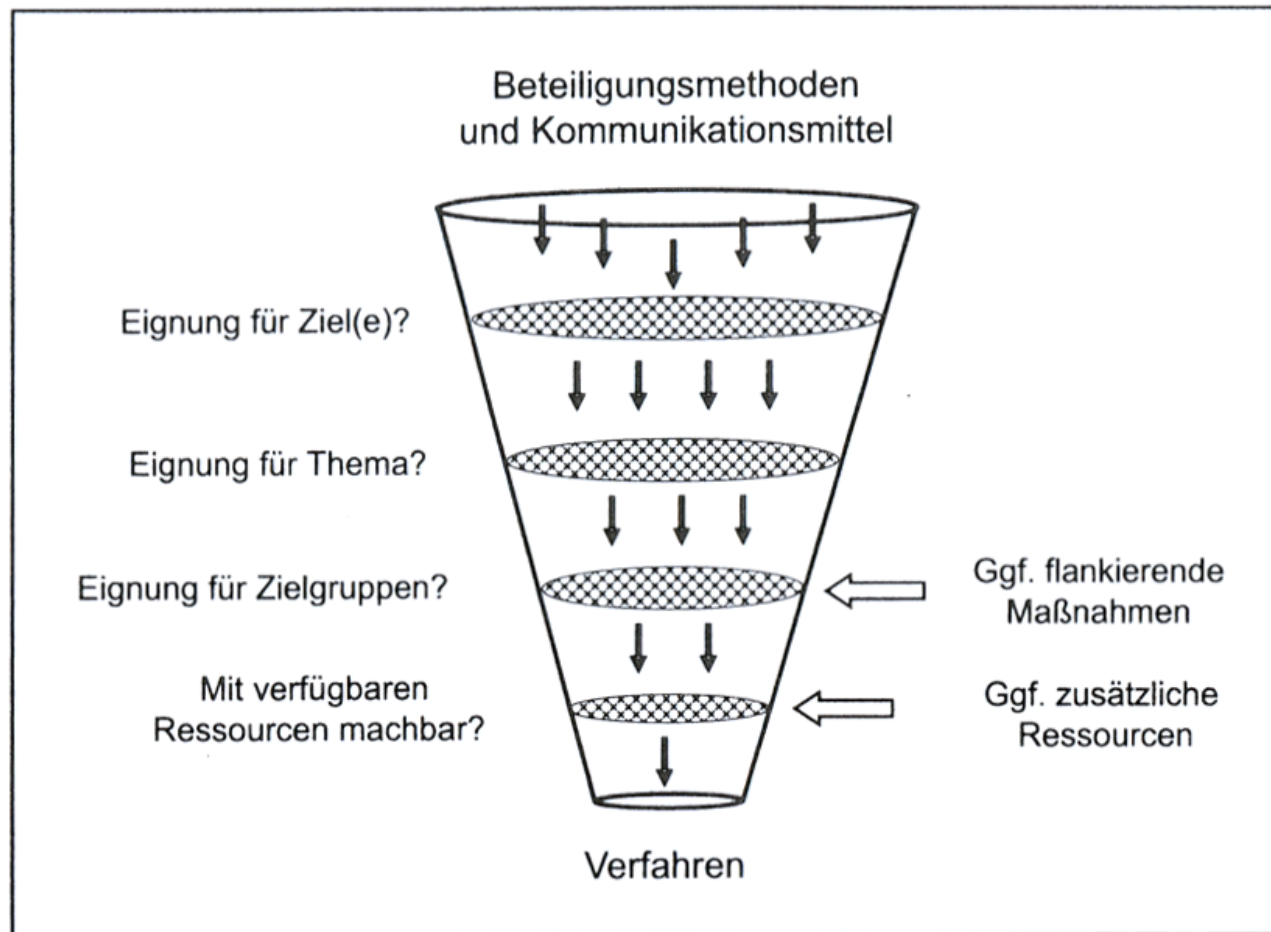 Beteiligungsmethoden
und Kommunikationsmittel
Eignung für Ziel(e)?
Eignung für Thema?
Eignung für Zielgruppen?
Ggf. flankierende
Maßnahmen
Mit verfügbaren
Ressourcen machbar?
Ggf. zusätzliche
Ressourcen
Verfahren